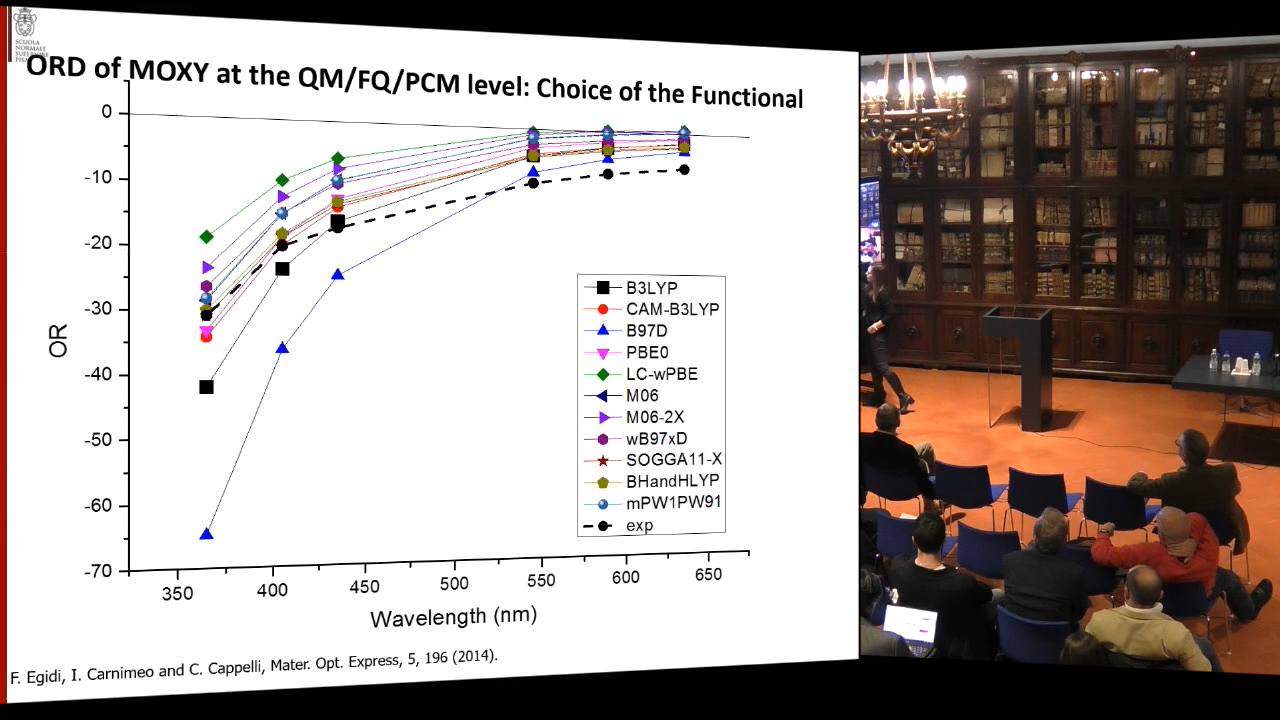 SCUOLA
NORMALE
SUPERIORE
ORD of MOXY at the QM/FQ/PCM level: Choice of the Functional
0
-10
-20
-30
-40
-50
-60
-70
OR
350
400
450
500
550
600
650
Wavelength (nm)
B3LYP
CAM-B3LYP
B97D
PBE0
LC-wPBE
M06
M06-2X
wB97xD
SOGGA11-X
BHandHLYP
mPW1PW91
exp
F. Egidi, I. Carnimeo and C. Cappelli, Mater. Opt. Express, 5, 196 (2014).